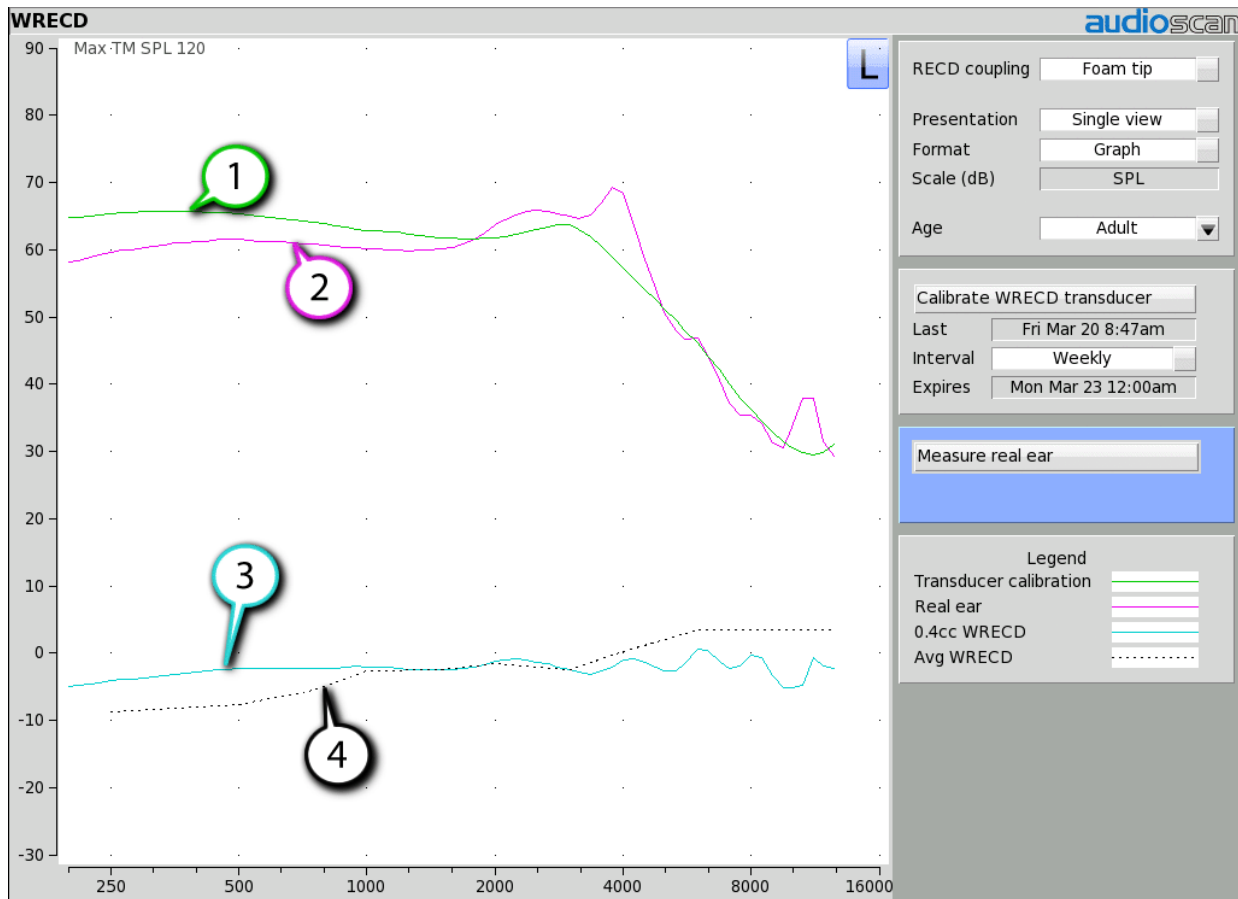 WRECD
audioscan
Max TM SPL 120
L
90
80
70
60
50
40
30
20
10
0
-10
-20
-30
250 500 1000 2000 4000 8000 16000
1
2
3
4
RECD coupling Foam tip
Presentation Single view
Format Graph
Scale (dB) SPL
Age Adult
Calibrate WRECD transducer
Last Fri Mar 20 8:47am
Interval Weekly
Expires Mon Mar 23 12:00am
Measure real ear
Legend
Transducer calibration
Real ear
0.4cc WRECD
Avg WRECD